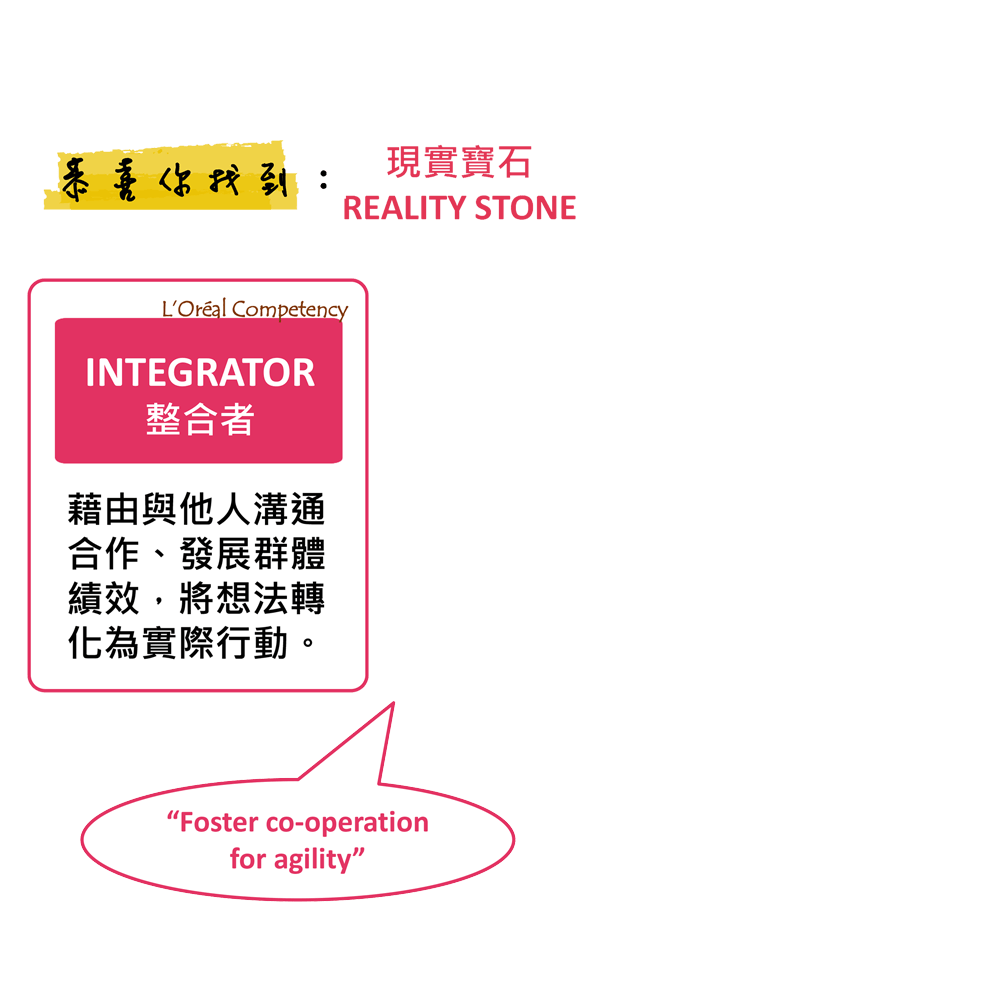 恭喜你找到：
現實寶石
REALITY STONE
L'Oréal Competency
INTEGRATOR
整合者
藉由與他人溝通
合作、發展群體
績效，將想法轉
化為實際行動。
“Foster co-operation
for agility”